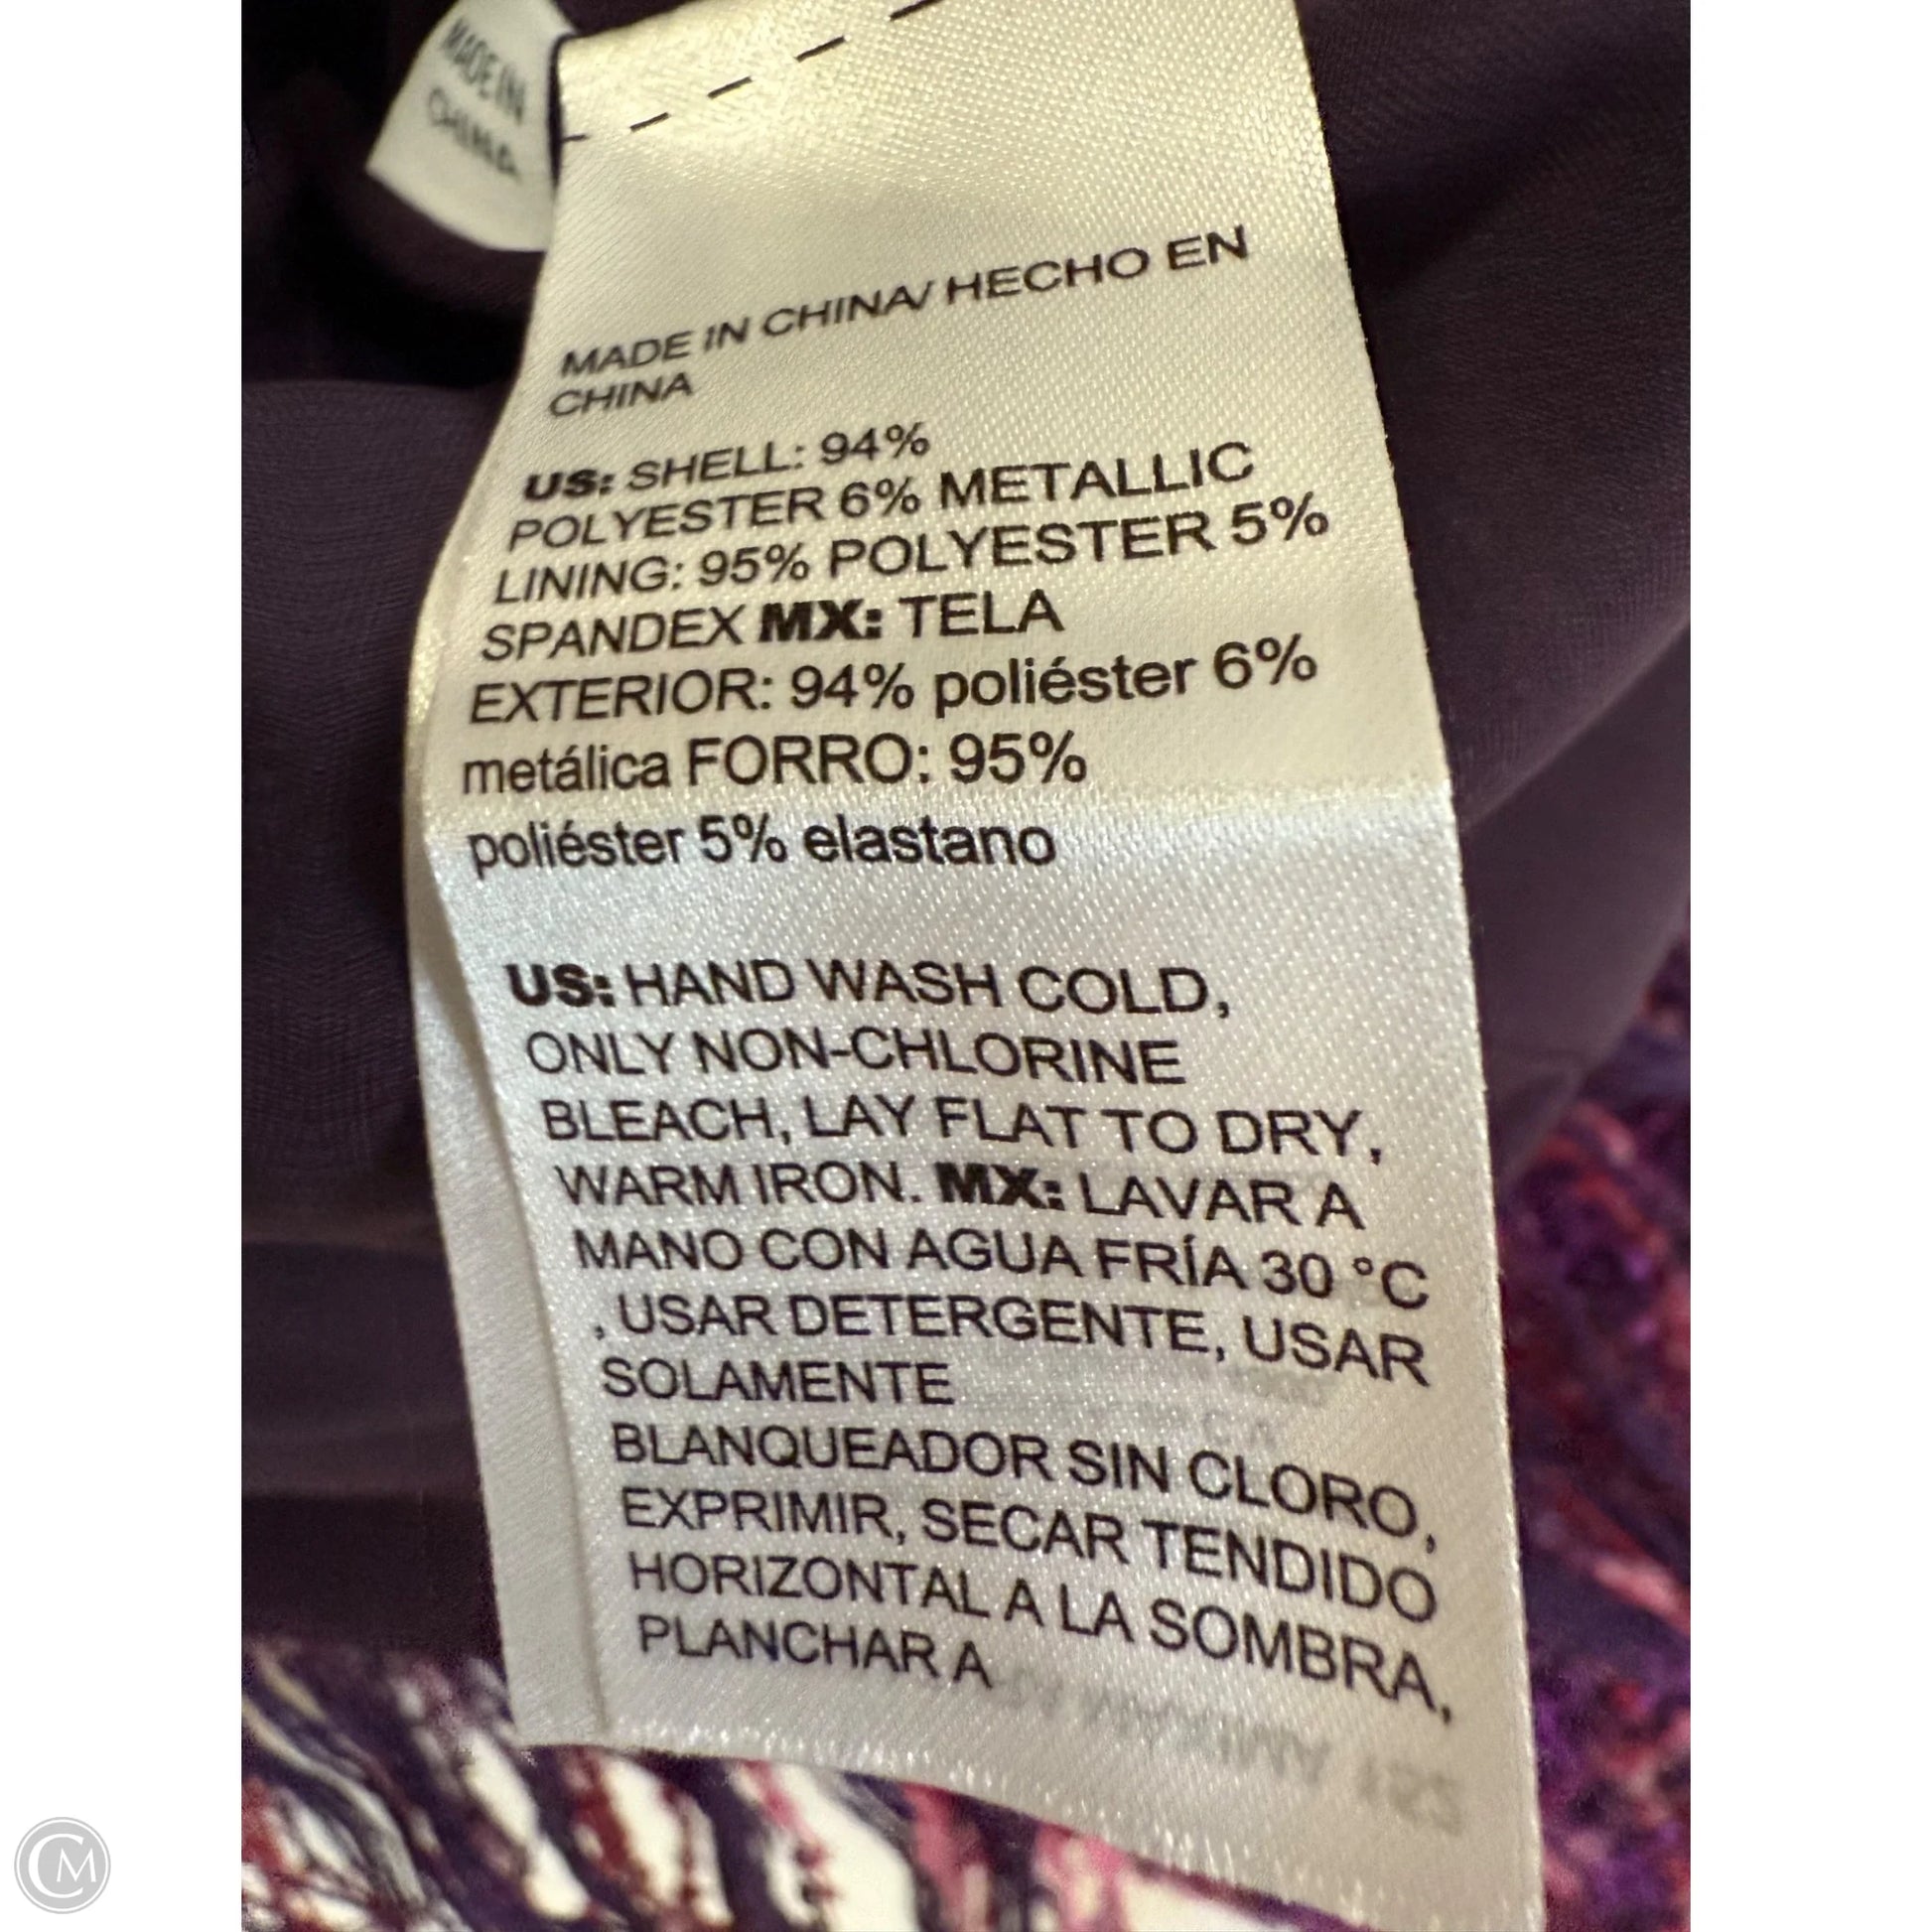 MADE IN
CHINA
MADE IN CHINA/ HECHO EN
CHINA
US: SHELL: 94%
POLYESTER 6% METALLIC
LINING: 95% POLYESTER 5%
SPANDEX MX: TELA
EXTERIOR: 94% poliéster 6%
metálica FORRO: 95%
poliéster 5% elastano
US: HAND WASH COLD,
ONLY NON-CHLORINE
BLEACH, LAY FLAT TO DRY,
WARM IRON. MX: LAVAR A
MANO CON AGUA FRÍA 30 °C
, USAR DETERGENTE, USAR
SOLAMENTE
BLANQUEADOR SIN CLORO,
EXPRIMIR, SECAR TENDIDO
HORIZONTAL A LA SOMBRA,
PLANCHAR A
CM